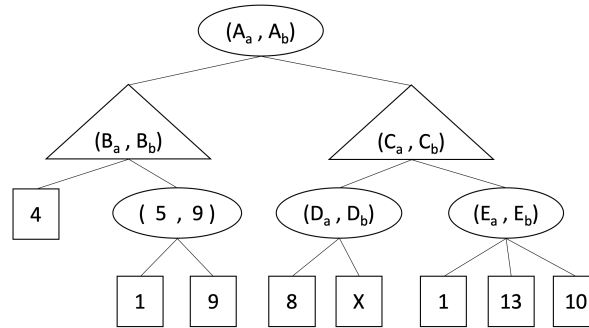 (Aa , Ab)
(Ba , Bb)
(Ca , Cb)
4
( 5 , 9 )
(Da , Db)
(Ea , Eb)
1
9
8
X
1
13
10